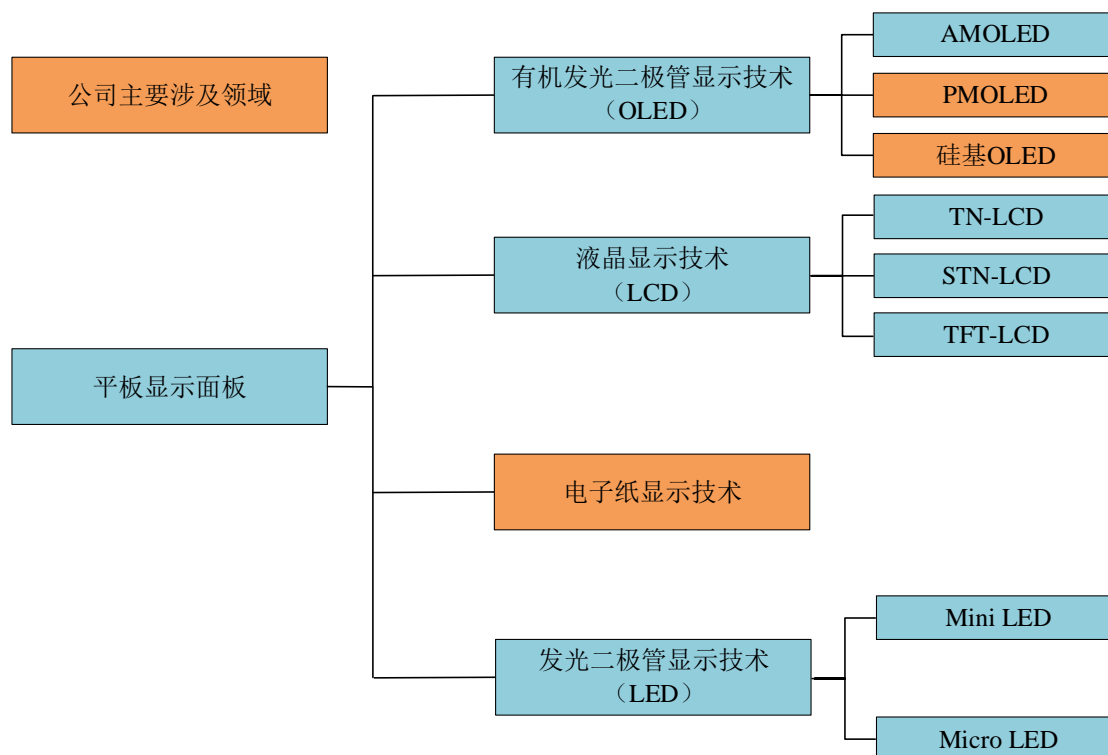 公司主要涉及领域
平板显示面板
有机发光二极管显示技术
（OLED）
AMOLED
PMOLED
硅基OLED
液晶显示技术
（LCD）
TN-LCD
STN-LCD
TFT-LCD
电子纸显示技术
发光二极管显示技术
（LED）
Mini LED
Micro LED